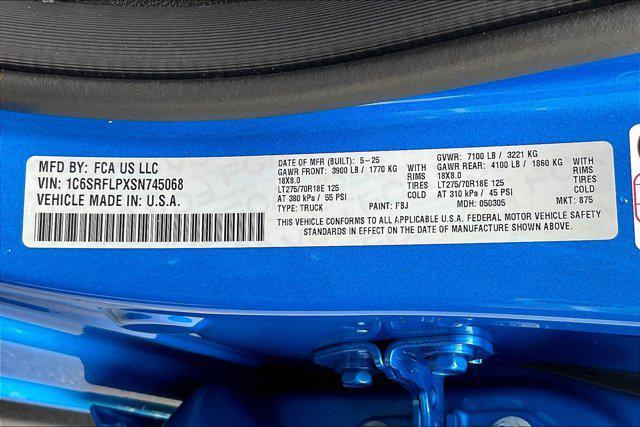 MFD BY: FCA US LLC
VIN: 1C6SRFLPXSN745068
VEHICLE MADE IN: U.S.A.
DATE OF MFR (BUILT): 5-25
GAWR FRONT: 3900 LB / 1770 KG WITH
18X8.0 RIMS
LT275/70R18E 125 TIRES
AT 380 kPa / 55 PSI COLD
TYPE: TRUCK PAINT: FBJ
GVWR: 7100 LB / 3221 KG
GAWR REAR: 4100 LB / 1860 KG WITH
18X8.0 RIMS
LT275/70R18E 125 TIRES
AT 310 kPa / 45 PSI COLD
MDH: 050305 MKT: 875
THIS VEHICLE CONFORMS TO ALL APPLICABLE U.S.A. FEDERAL MOTOR VEHICLE SAFETY
STANDARDS IN EFFECT ON THE DATE OF MANUFACTURE SHOWN ABOVE.